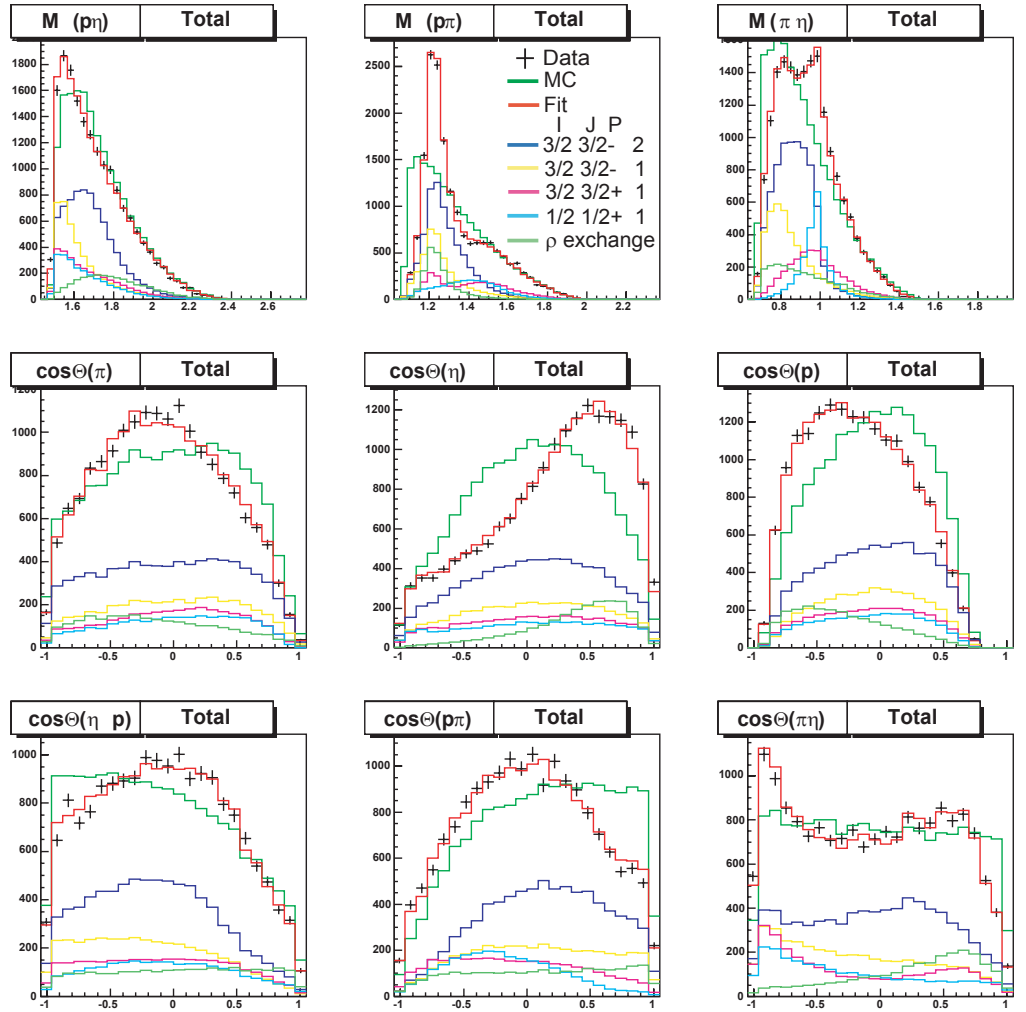 M (pη) Total
1800
1600
1400
1200
1000
800
600
400
200
0
1.6 1.8 2 2.2 2.4 2.6
M (pπ) Total
2500
2000
1500
1000
500
0
1.2 1.4 1.6 1.8 2 2.2
Data
MC
Fit
I J P
3/2 3/2- 2
3/2 3/2- 1
3/2 3/2+ 1
1/2 1/2+ 1
ρ exchange
M (π η) Total
1600
1400
1200
1000
800
600
400
200
0
0.8 1 1.2 1.4 1.6 1.8
cosΘ(π) Total
1200
1000
800
600
400
200
0
-1 -0.5 0 0.5 1
cosΘ(η) Total
1200
1000
800
600
400
200
0
-1 -0.5 0 0.5 1
cosΘ(p) Total
1200
1000
800
600
400
200
0
-1 -0.5 0 0.5 1
cosΘ(η p) Total
1000
800
600
400
200
0
-1 -0.5 0 0.5 1
cosΘ(pπ) Total
1000
800
600
400
200
0
-1 -0.5 0 0.5 1
cosΘ(πη) Total
1000
800
600
400
200
0
-1 -0.5 0 0.5 1